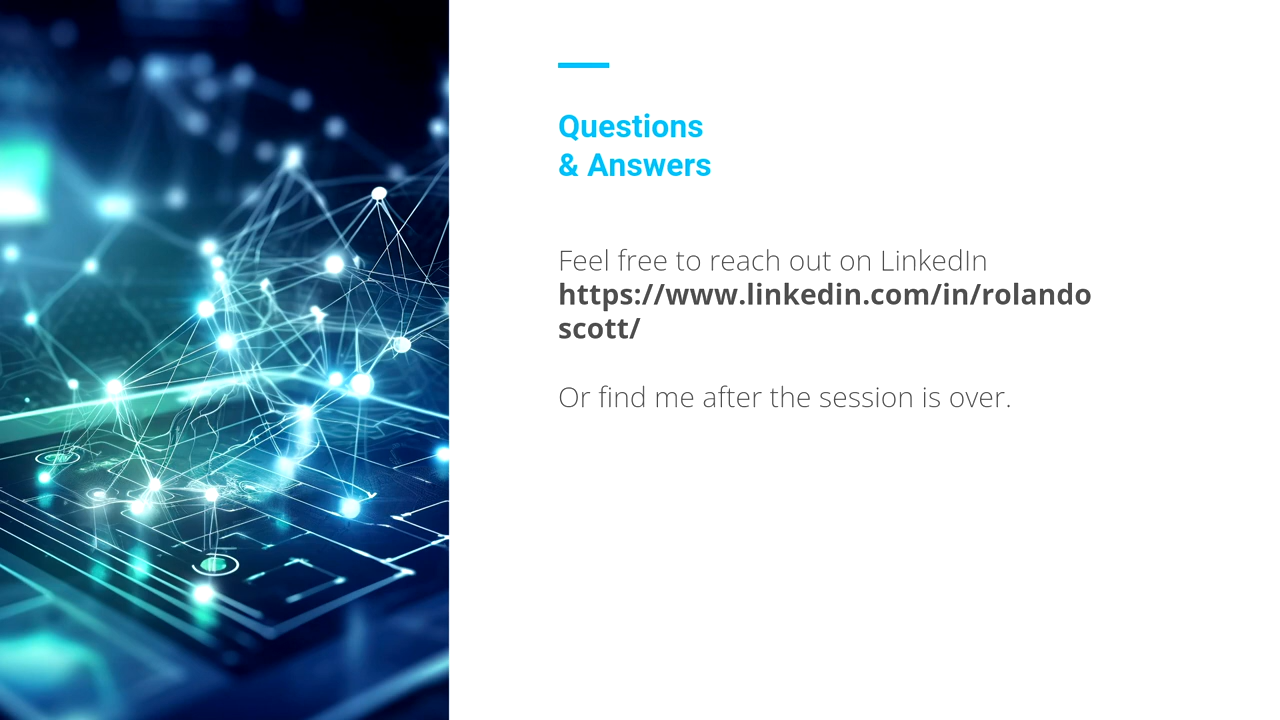 Questions
& Answers
Feel free to reach out on LinkedIn
https://www.linkedin.com/in/rolando
scott/
Or find me after the session is over.